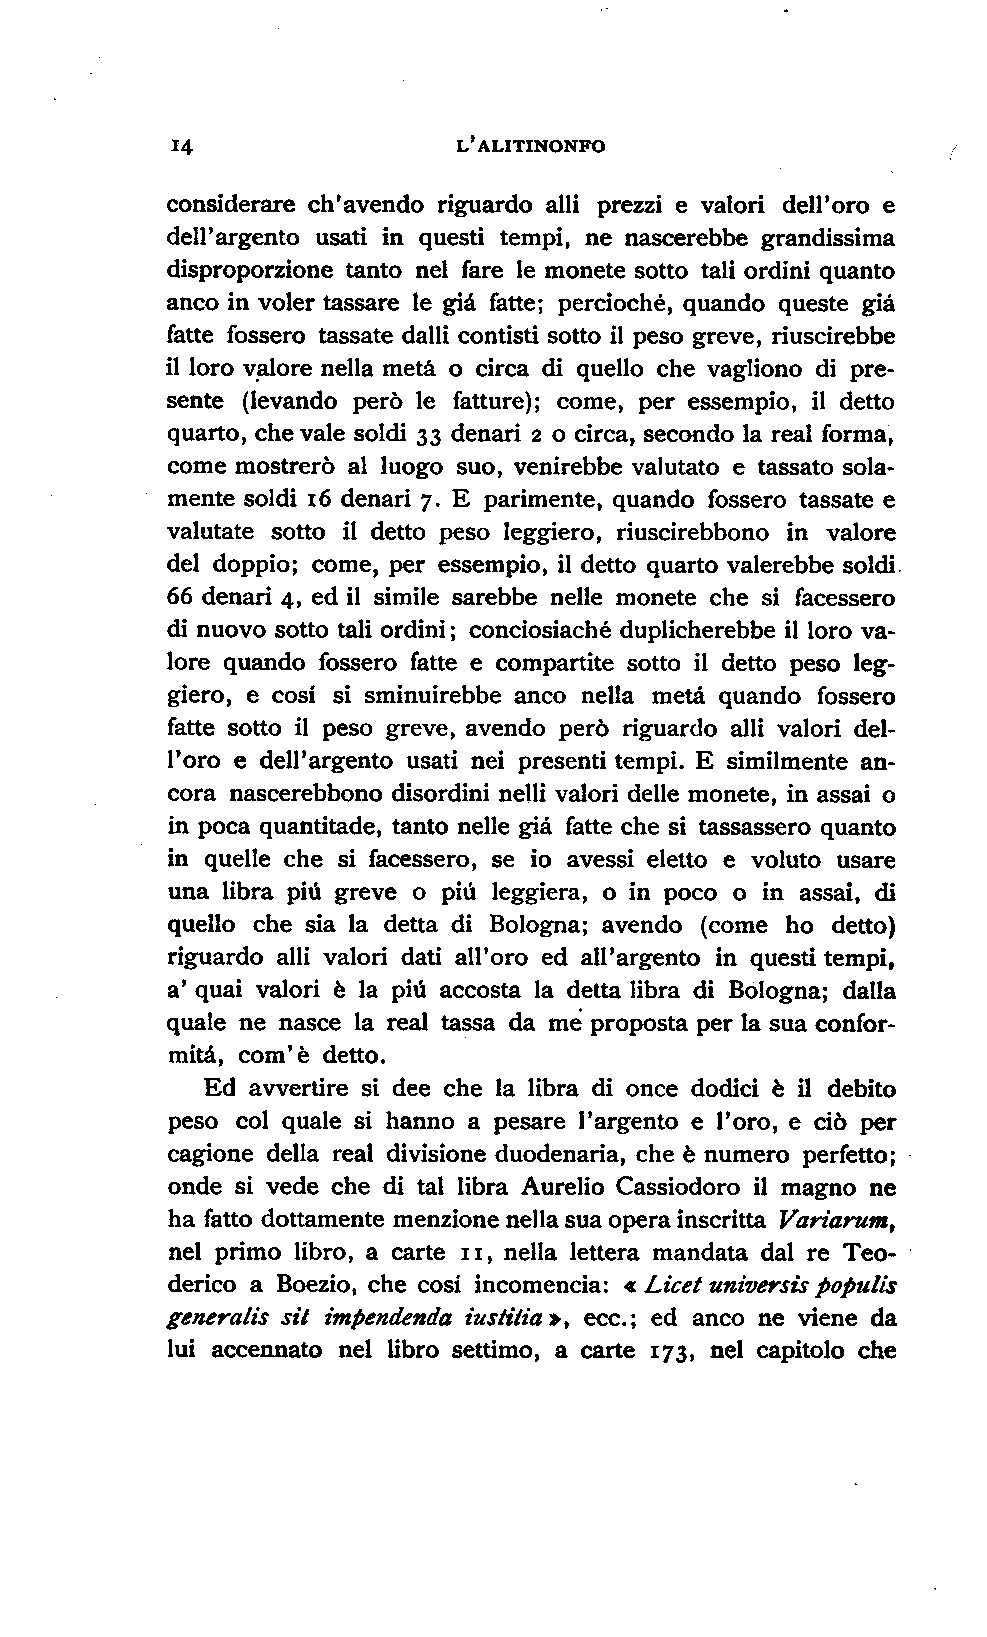 14 L'ALITINONFO
considerare ch'avendo riguardo alli prezzi e valori dell'oro e
dell'argento usati in questi tempi, ne nascerebbe grandissima
disproporzione tanto nel fare le monete sotto tali ordini quanto
anco in voler tassare le giá fatte; percioché, quando queste giá
fatte fossero tassate dalli contisti sotto il peso greve, riuscirebbe
il loro valore nella metá o circa di quello che vagliono di pre-
sente (levando però le fatture); come, per essempio, il detto
quarto, che vale soldi 33 denari 2 o circa, secondo la real forma,
come mostrerò al luogo suo, venirebbe valutato e tassato sola-
mente soldi 16 denari 7. E parimente, quando fossero tassate e
valutate sotto il detto peso leggiero, riuscirebbono in valore
del doppio; come, per essempio, il detto quarto valerebbe soldi
66 denari 4, ed il simile sarebbe nelle monete che si facessero
di nuovo sotto tali ordini; conciosiaché duplicherebbe il loro va-
lore quando fossero fatte e compartite sotto il detto peso leg-
giero, e cosí si sminuirebbe anco nella metá quando fossero
fatte sotto il peso greve, avendo però riguardo alli valori del-
l'oro e dell'argento usati nei presenti tempi. E similmente an-
cora nascerebbono disordini nelli valori delle monete, in assai o
in poca quantitade, tanto nelle giá fatte che si tassassero quanto
in quelle che si facessero, se io avessi eletto e voluto usare
una libra piú greve o piú leggiera, o in poco o in assai, di
quello che sia la detta di Bologna; avendo (come ho detto)
riguardo alli valori dati all'oro ed all'argento in questi tempi,
a' quai valori è la piú accosta la detta libra di Bologna; dalla
quale ne nasce la real tassa da me proposta per la sua confor-
mitá, com'è detto.
Ed avvertire si dee che la libra di once dodici è il debito
peso col quale si hanno a pesare l'argento e l'oro, e ciò per
cagione della real divisione duodenaria, che è numero perfetto;
onde si vede che di tal libra Aurelio Cassiodoro il magno ne
ha fatto dottamente menzione nella sua opera inscritta Variarum,
nel primo libro, a carte 11, nella lettera mandata dal re Teo-
derico a Boezio, che cosí incomencia: « Licet universis populis
generalis sit impendenda iustitia », ecc.; ed anco ne viene da
lui accennato nel libro settimo, a carte 173, nel capitolo che